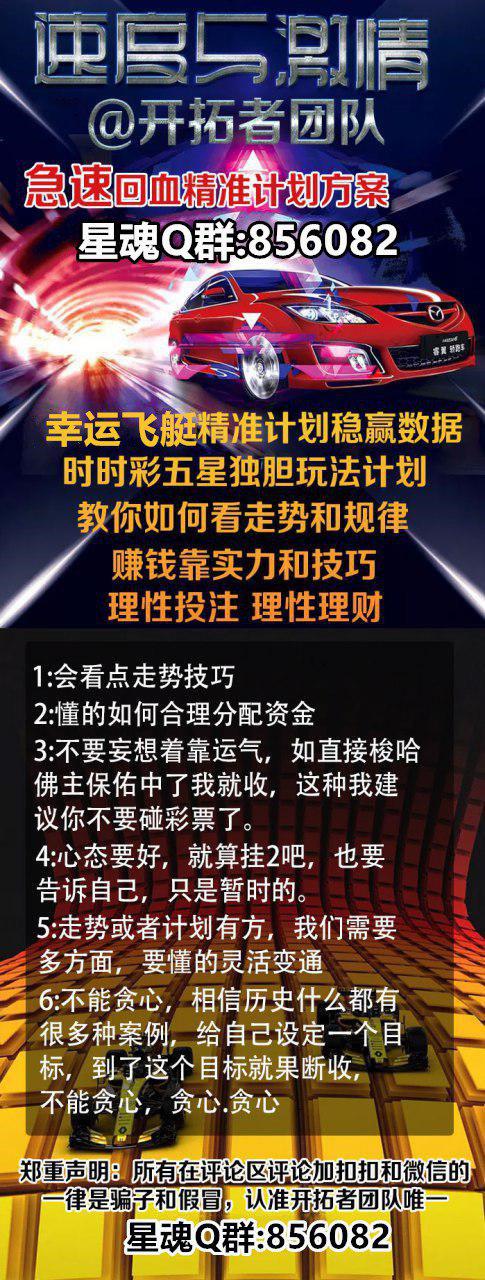 速度与激情
@开拓者团队
急速回血精准计划方案
星魂Q群:856082
睿翼 轿跑车
幸运飞艇精准计划稳赢数据
时时彩五星独胆玩法计划
教你如何看走势和规律
赚钱靠实力和技巧
理性投注 理性理财
1:会看点走势技巧
2:懂的如何合理分配资金
3:不要妄想着靠运气，如直接梭哈
佛主保佑中了我就收，这种我建
议你不要碰彩票了。
4:心态要好，就算挂2吧，也要
告诉自己，只是暂时的。
5:走势或者计划有方，我们需要
多方面，要懂的灵活变通
6:不能贪心，相信历史什么都有
很多种案例，给自己设定一个目
标，到了这个目标就果断收，
不能贪心，贪心.贪心
郑重声明：所有在评论区评论加扣扣和微信的
一律是骗子和假冒，认准开拓者团队唯一
星魂Q群:856082